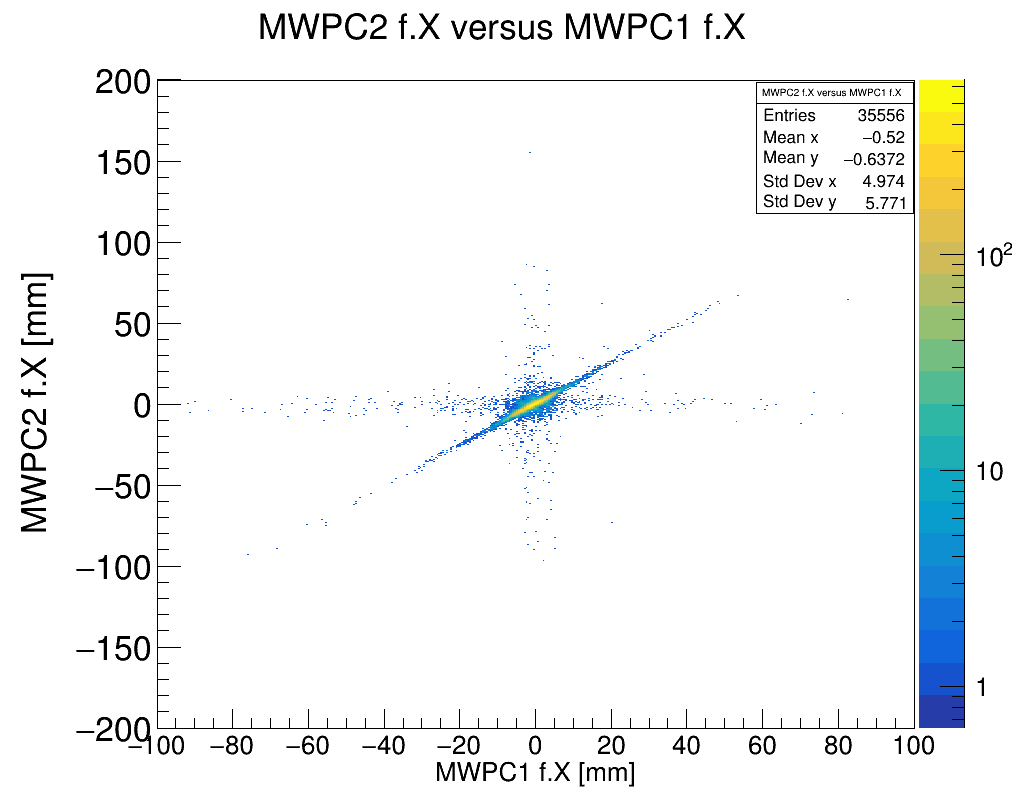 MWPC2 f.X versus MWPC1 f.X
MWPC2 f.X versus MWPC1 f.X
Entries 35556
Mean x −0.52
Mean y −0.6372
Std Dev x 4.974
Std Dev y 5.771
MWPC2 f.X [mm]
200
150
100
50
0
−50
−100
−150
−200
−100 −80 −60 −40 −20 0 20 40 60 80 100
MWPC1 f.X [mm]
10²
10
1